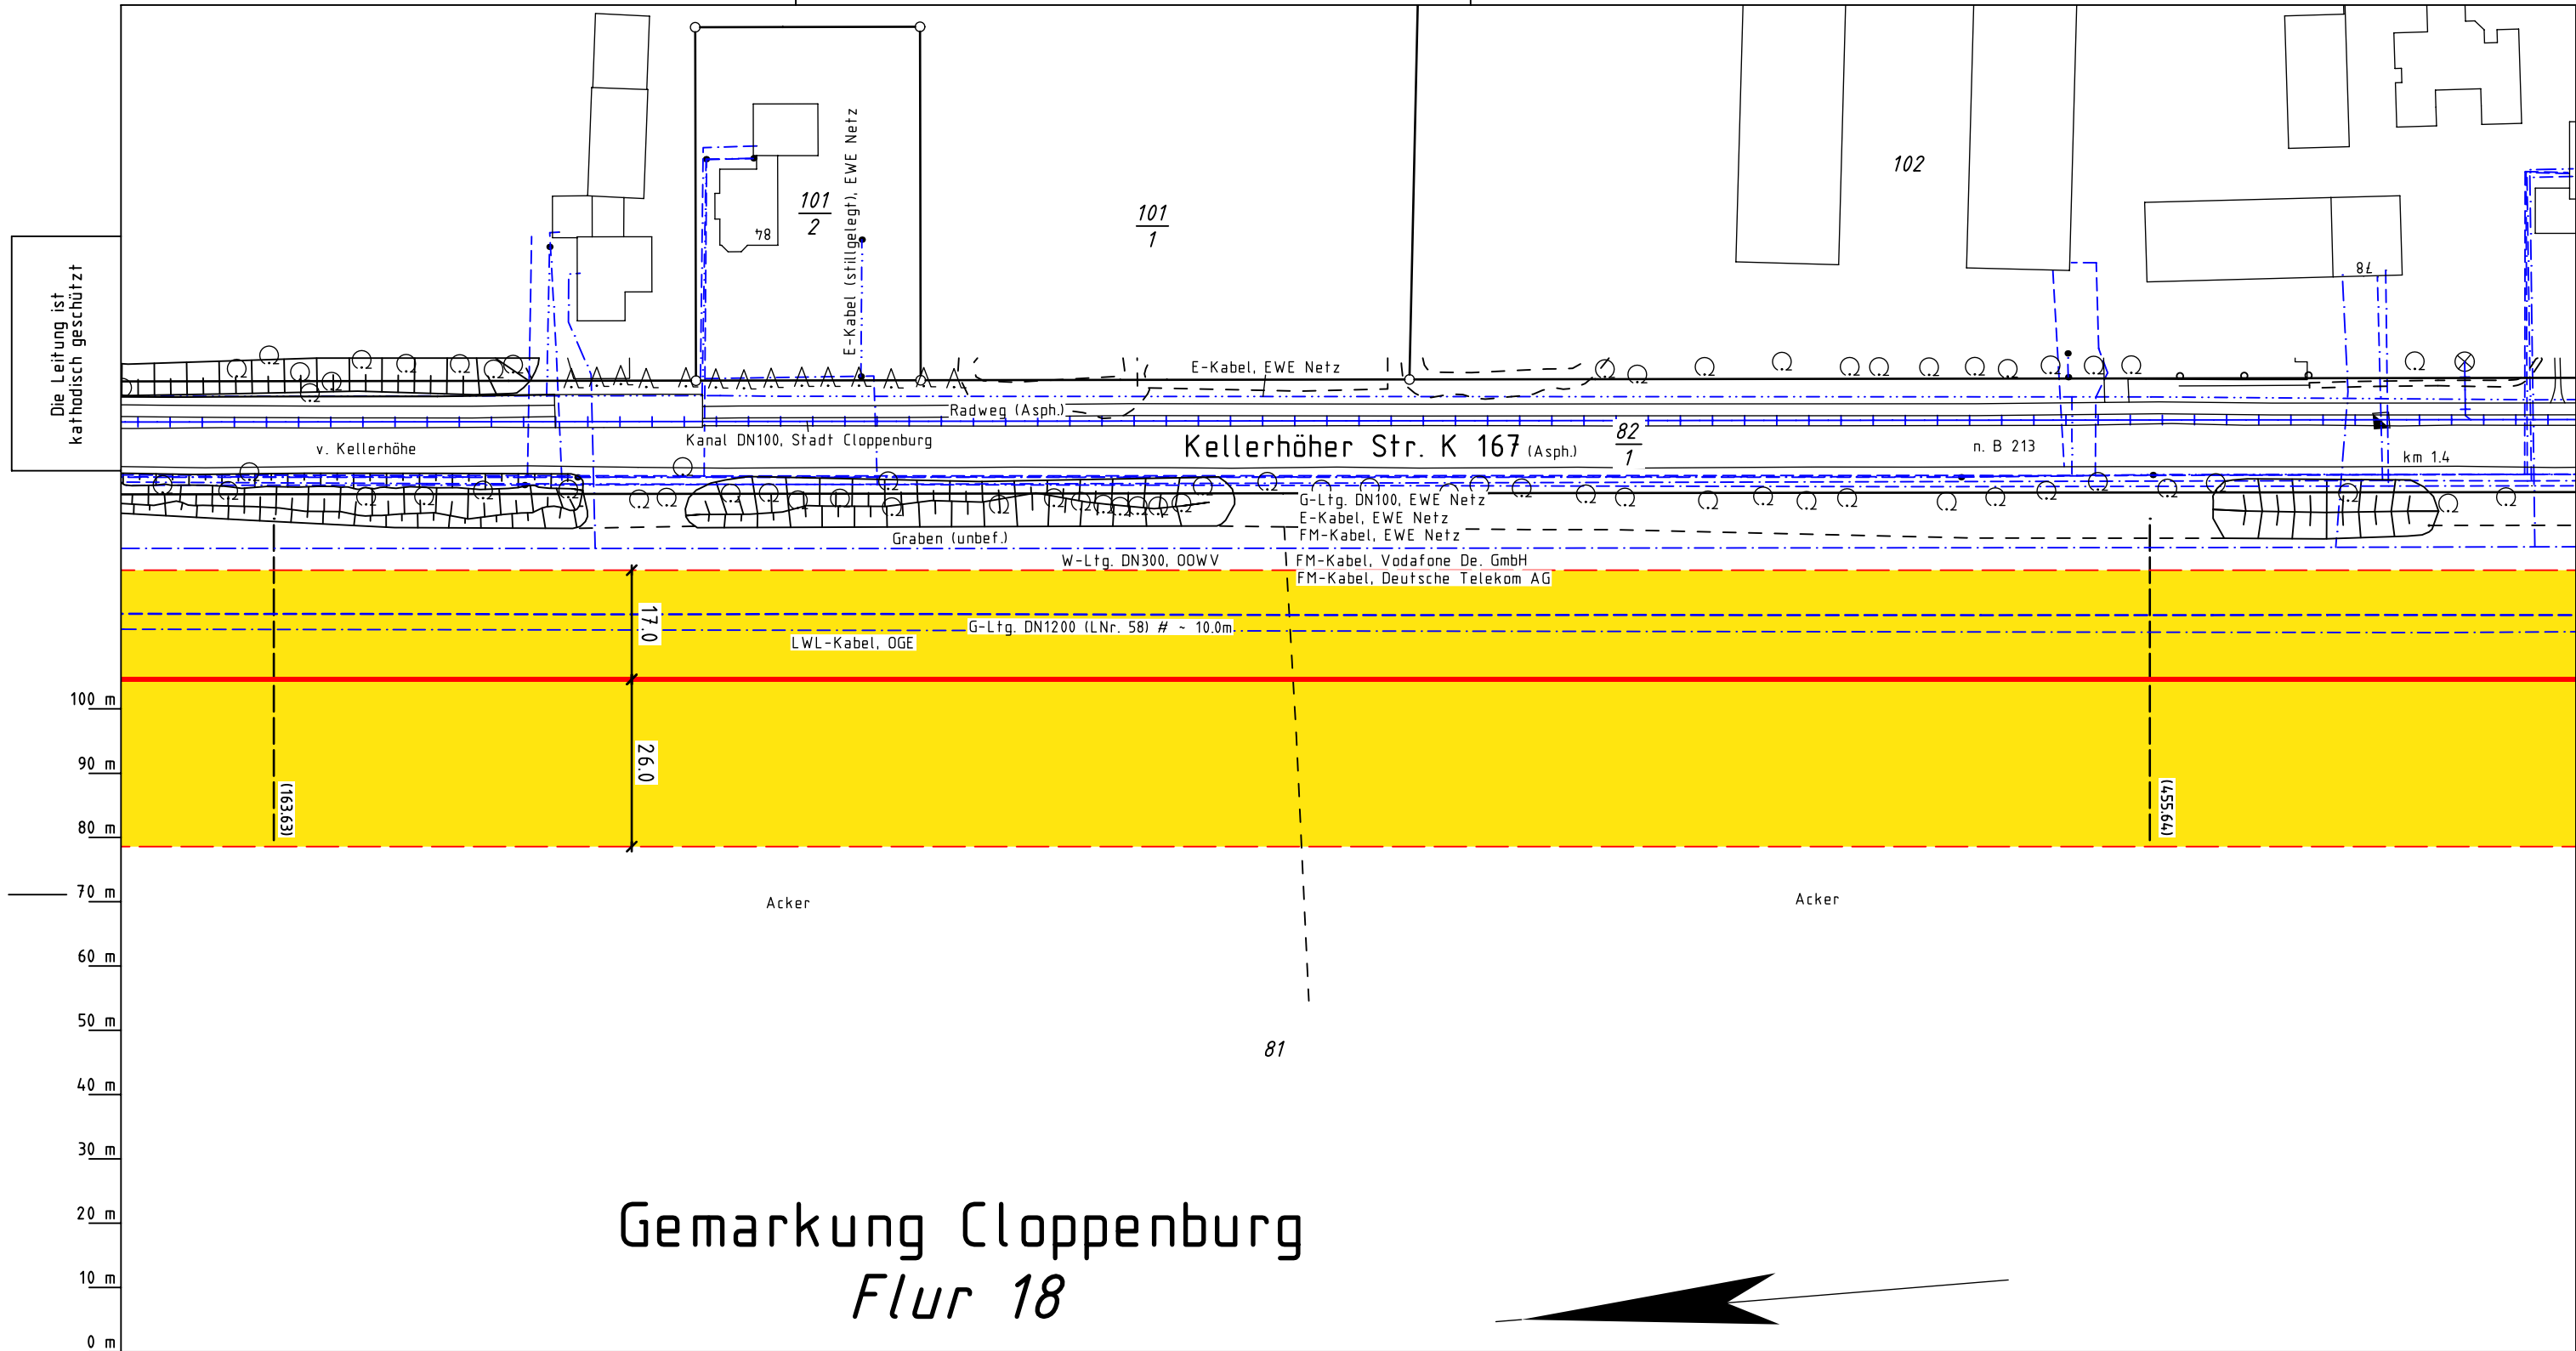 Die Leitung ist
kathodisch geschützt
101
2
84
E-Kabel (stillgelegt), EWE Netz
101
1
102
78
E-Kabel, EWE Netz
Radweg (Asph.)
Kanal DN100, Stadt Cloppenburg
v. Kellerhöhe
Kellerhöher Str. K 167 (Asph.)
82
1
n. B 213
km 1.4
G-Ltg. DN100, EWE Netz
E-Kabel, EWE Netz
FM-Kabel, EWE Netz
Graben (unbef.)
W-Ltg. DN300, OOWV
FM-Kabel, Vodafone De. GmbH
FM-Kabel, Deutsche Telekom AG
17.0
G-Ltg. DN1200 (LNr. 58) # ~ 10.0m
LWL-Kabel, OGE
26.0
(163.63)
(455.64)
100 m
90 m
80 m
70 m
60 m
50 m
40 m
30 m
20 m
10 m
0 m
Acker
Acker
81
Gemarkung Cloppenburg
Flur 18